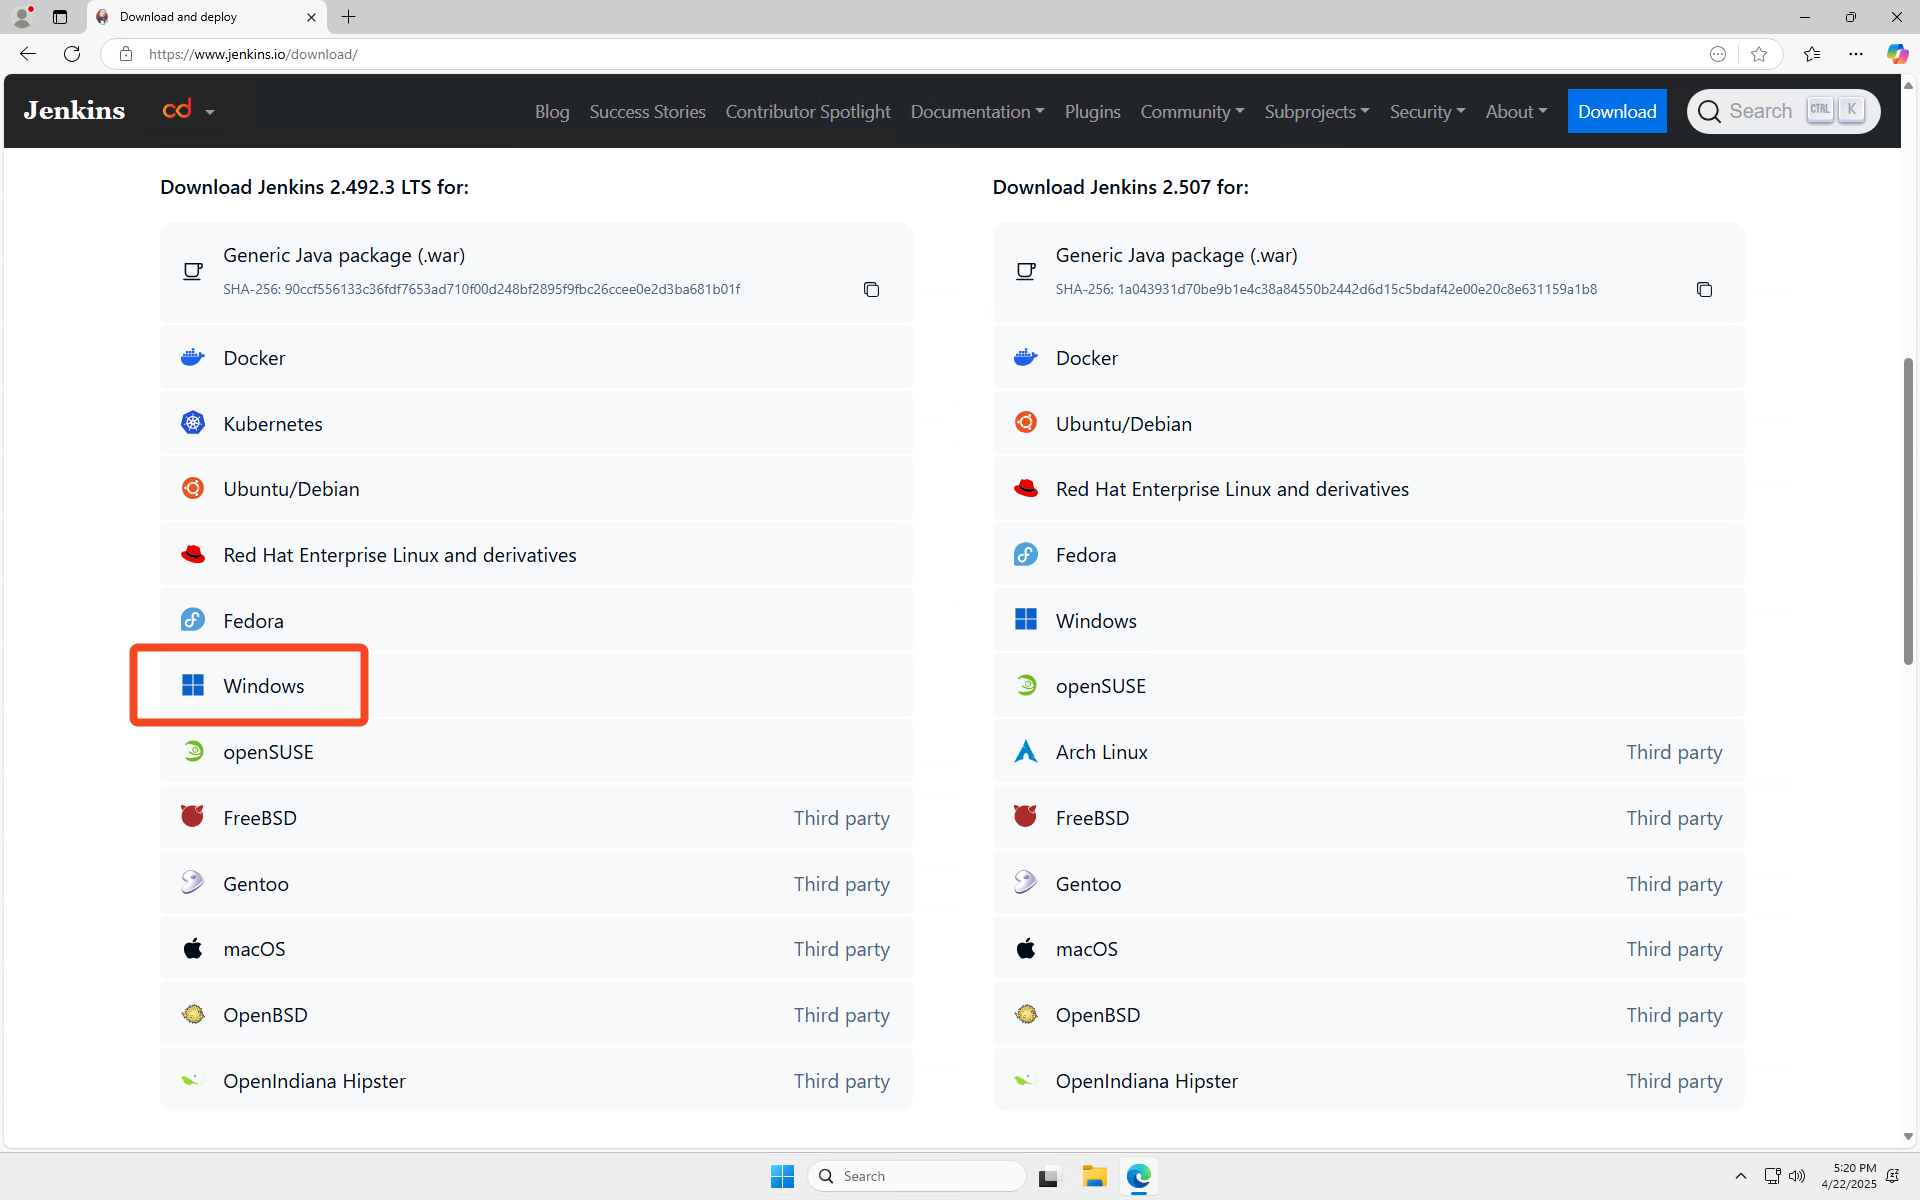 Download and deploy
https://www.jenkins.io/download/
Jenkins cd Blog Success Stories Contributor Spotlight Documentation Plugins Community Subprojects Security About Download Search CTRL K
Download Jenkins 2.492.3 LTS for:
Generic Java package (.war)
SHA-256: 90ccf556133c36fdf7653ad710f00d248bf2895f9fbc26ccee0e2d3ba681b01f
Docker
Kubernetes
Ubuntu/Debian
Red Hat Enterprise Linux and derivatives
Fedora
Windows
openSUSE
FreeBSD Third party
Gentoo Third party
macOS Third party
OpenBSD Third party
OpenIndiana Hipster Third party
Download Jenkins 2.507 for:
Generic Java package (.war)
SHA-256: 1a043931d70be9b1e4c38a84550b2442d6d15c5bdaf42e00e20c8e631159a1b8
Docker
Ubuntu/Debian
Red Hat Enterprise Linux and derivatives
Fedora
Windows
openSUSE
Arch Linux Third party
FreeBSD Third party
Gentoo Third party
macOS Third party
OpenBSD Third party
OpenIndiana Hipster Third party
Search
5:20 PM
4/22/2025